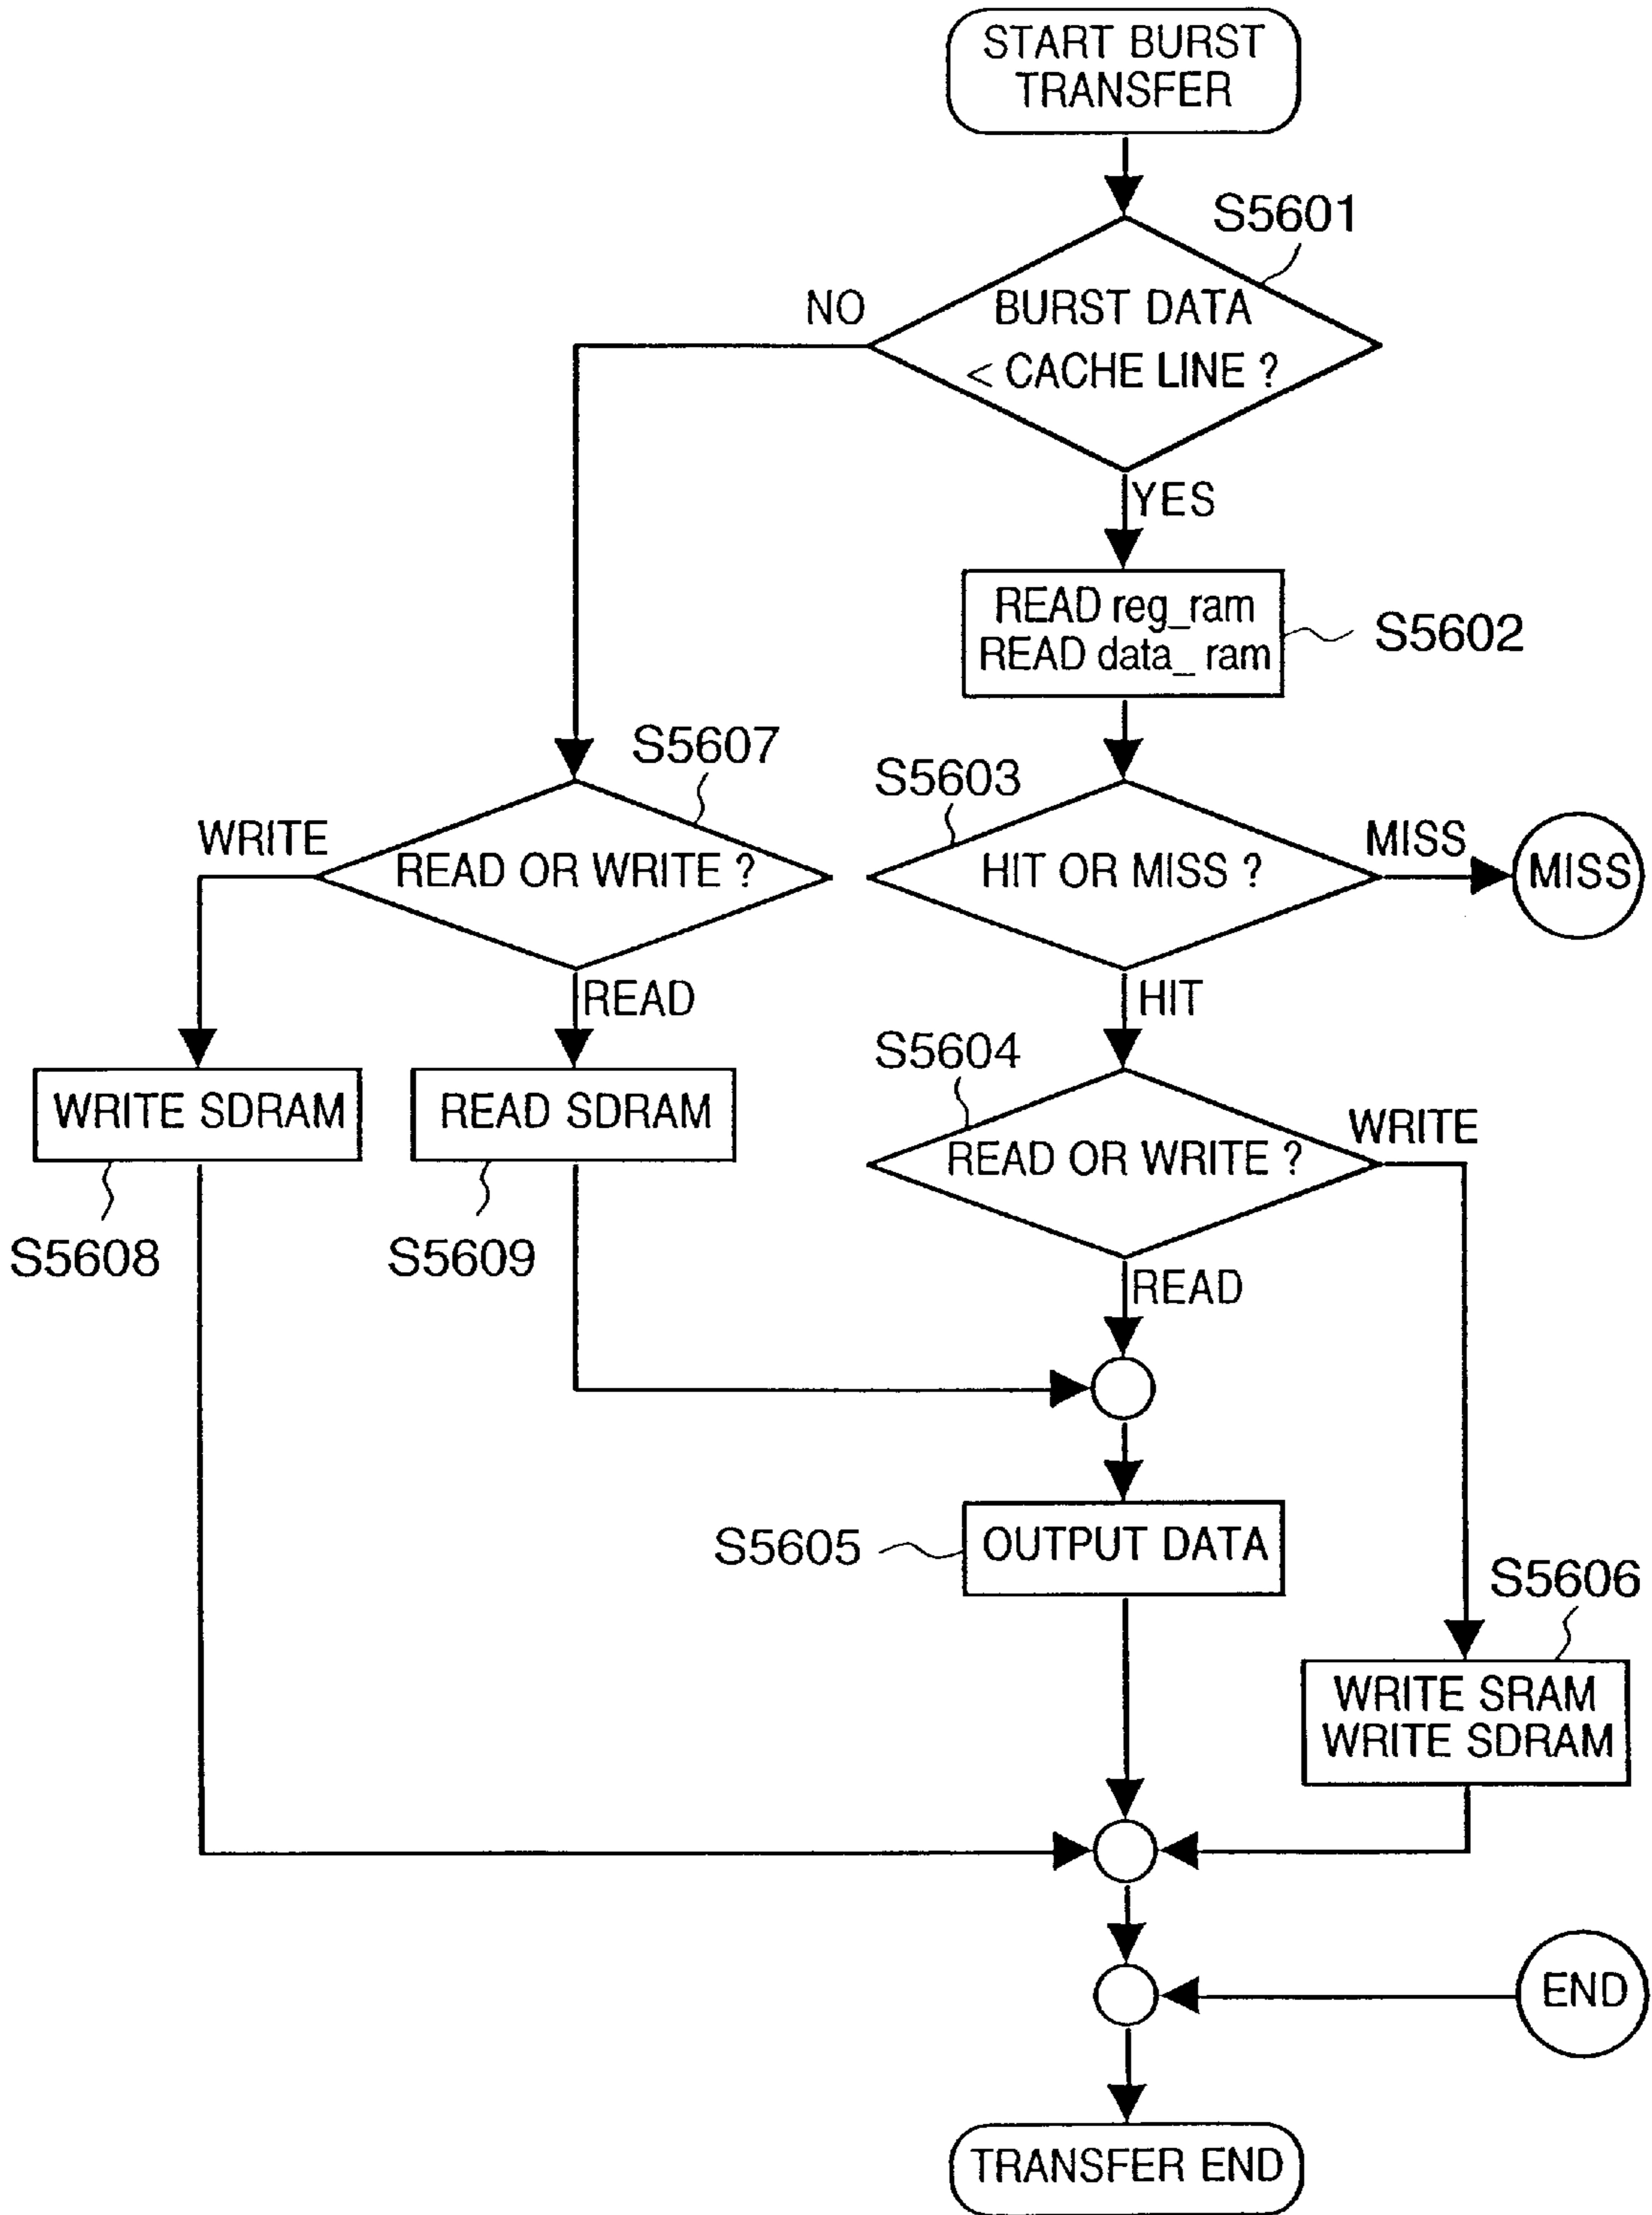 START BURST
TRANSFER
S5601
NO
BURST DATA
< CACHE LINE ?
YES
READ reg_ram
READ data_ ram
S5602
S5607
S5603
WRITE
READ OR WRITE ?
HIT OR MISS ?
MISS
MISS
READ
HIT
S5604
WRITE SDRAM
READ SDRAM
READ OR WRITE ?
WRITE
S5608
S5609
READ
S5605
OUTPUT DATA
S5606
WRITE SRAM
WRITE SDRAM
END
TRANSFER END